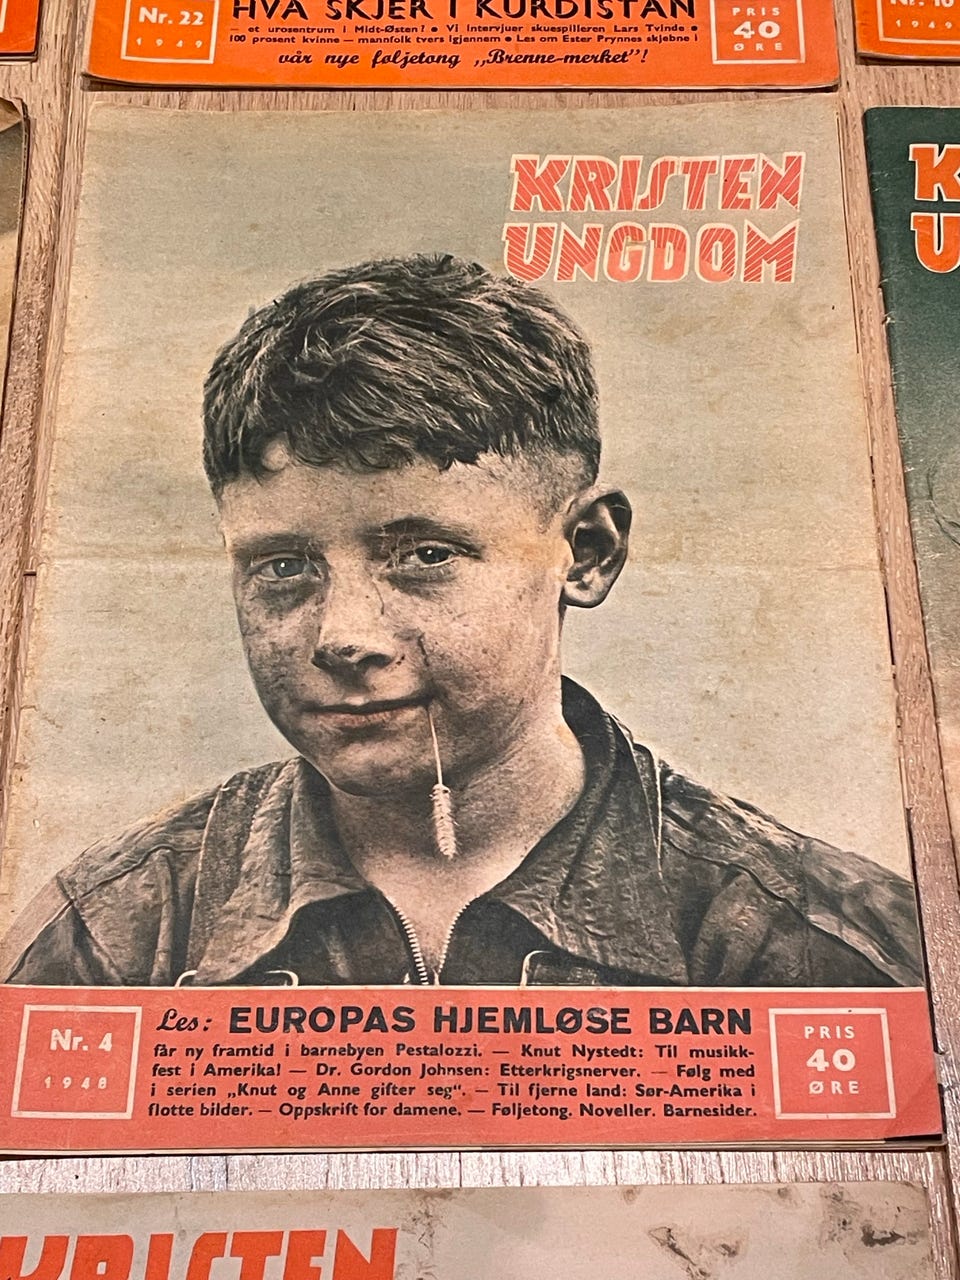 Nr. 22
1949
HVA SKJER I KURDISTAN
— et urosentrum i Midt-Østen? ● Vi intervjuer skuespilleren Lars Tvinde ●
100 prosent kvinne — mannfolk tvers igjennem ● Les om Ester Prynnes skjebne i
vår nye føljetong „Brenne-merket"!
PRIS
40
ØRE
1949
KRISTEN
UNGDOM
K
U
Les: EUROPAS HJEMLØSE BARN
får ny framtid i barnebyen Pestalozzi. — Knut Nystedt: Til musikk-
fest i Amerika! — Dr. Gordon Johnsen: Etterkrigsnerver. — Følg med
i serien „Knut og Anne gifter seg". — Til fjerne land: Sør-Amerika i
flotte bilder. — Oppskrift for damene. — Føljetong. Noveller. Barnesider.
Nr. 4
1948
PRIS
40
ØRE
KRISTEN